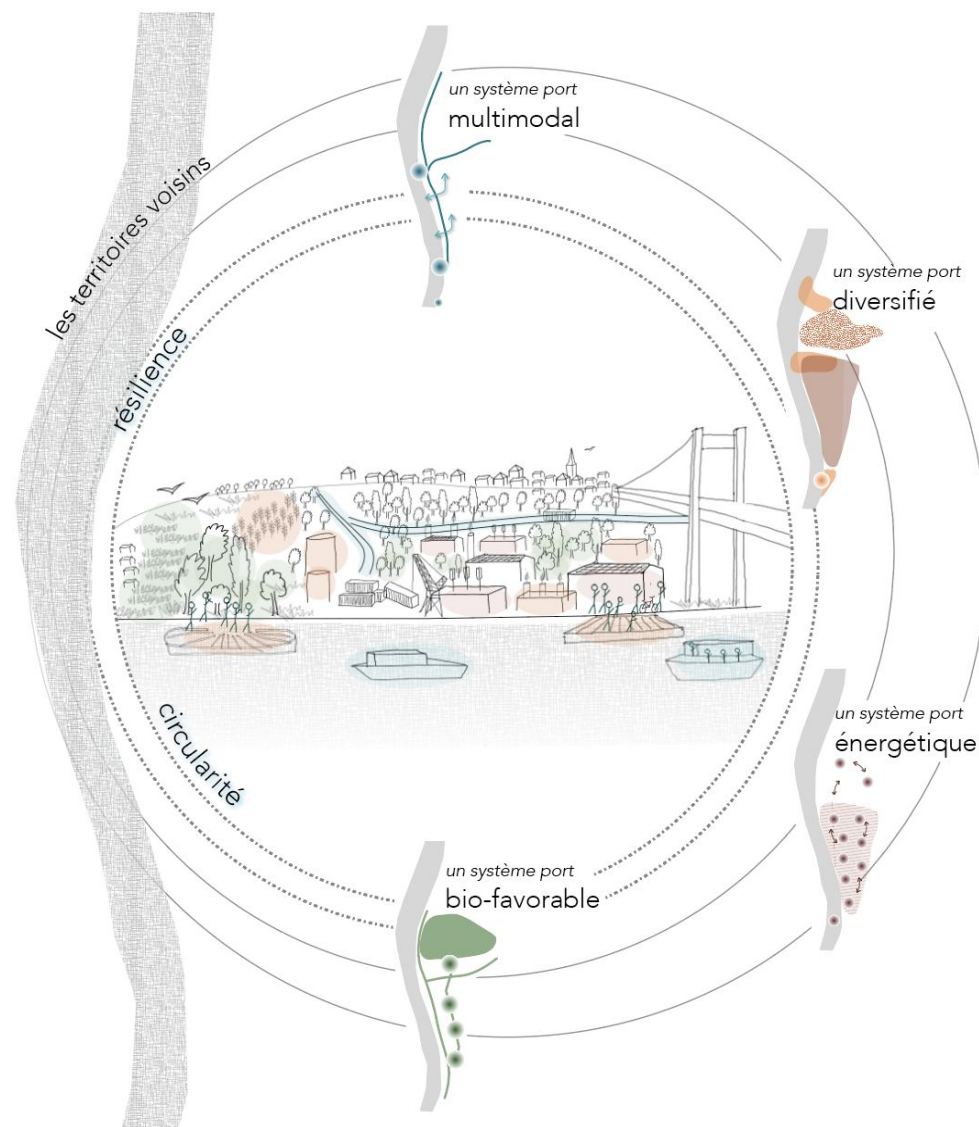 un système port
multimodal
les territoires voisins
résilience
un système port
diversifié
circularité
un système port
énergétique
un système port
bio-favorable